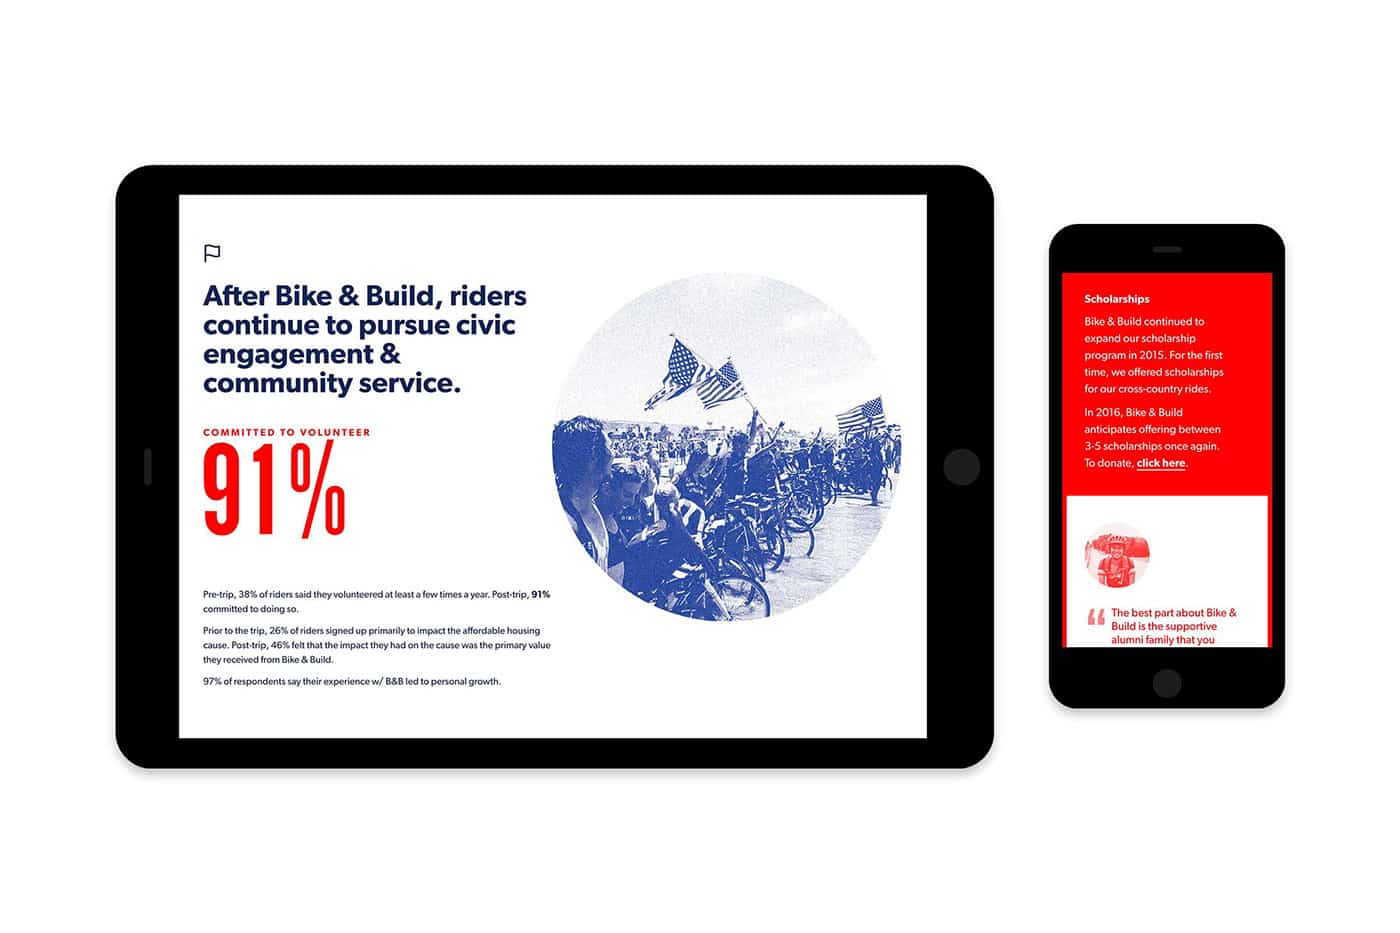 After Bike & Build, riders
continue to pursue civic
engagement &
community service.
COMMITTED TO VOLUNTEER
91%
Pre-trip, 38% of riders said they volunteered at least a few times a year. Post-trip, 91%
committed to doing so.
Prior to the trip, 26% of riders signed up primarily to impact the affordable housing
cause. Post-trip, 46% felt that the impact they had on the cause was the primary value
they received from Bike & Build.
97% of respondents say their experience w/ B&B led to personal growth.
Scholarships
Bike & Build continued to
expand our scholarship
program in 2015. For the first
time, we offered scholarships
for our cross-country rides.
In 2016, Bike & Build
anticipates offering between
3-5 scholarships once again.
To donate, click here.
“ The best part about Bike &
Build is the supportive
alumni family that you